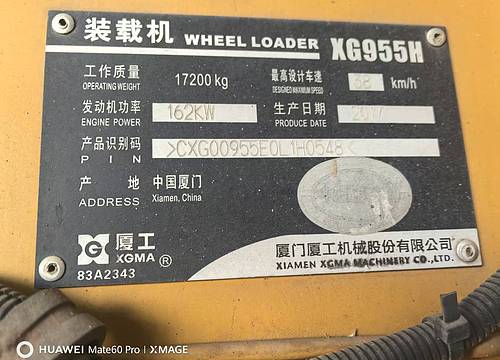 装载机 WHEEL LOADER XG955H
工作质量 17200 kg 最高设计车速 38 km/h
OPERATING WEIGHT DESIGNED MAXIMUM SPEED
发动机功率 162KW 生产日期
ENGINE POWER PRODUCE DATE
产品识别码 >CXG00955E0L1H0548<
PIN
产 地 中国厦门
ADDRESS Xiamen, China
厦工
XGMA ®
83A2343
厦门厦工机械股份有限公司
XIAMEN XGMA MACHINERY CO.,LTD.
HUAWEI Mate60 Pro | XMAGE